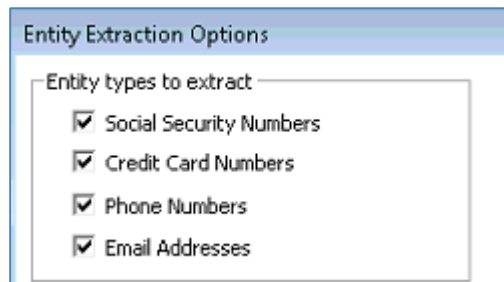 Entity Extraction Options
Entity types to extract
Social Security Numbers
Credit Card Numbers
Phone Numbers
Email Addresses